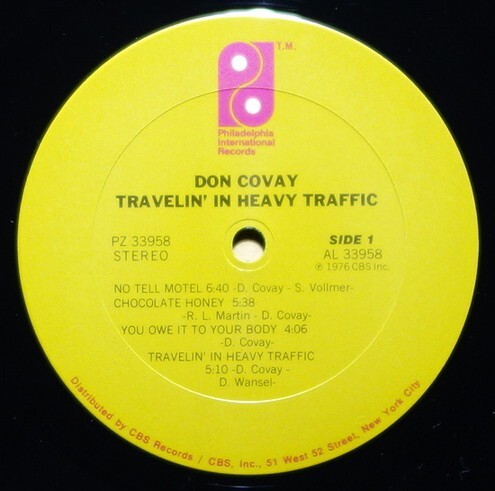 T.M.
Philadelphia
International
Records
DON COVAY
TRAVELIN' IN HEAVY TRAFFIC
PZ 33958
STEREO
SIDE 1
AL 33958
℗ 1976 CBS Inc.
NO TELL MOTEL 6:40 -D. Covay - S. Vollmer-
CHOCOLATE HONEY 5:38
-R. L. Martin - D. Covay-
YOU OWE IT TO YOUR BODY 4:06
-D. Covay-
TRAVELIN' IN HEAVY TRAFFIC
5:10 -D. Covay -
D. Wansel-
Distributed by CBS Records / CBS, Inc., 51 West 52 Street, New York City